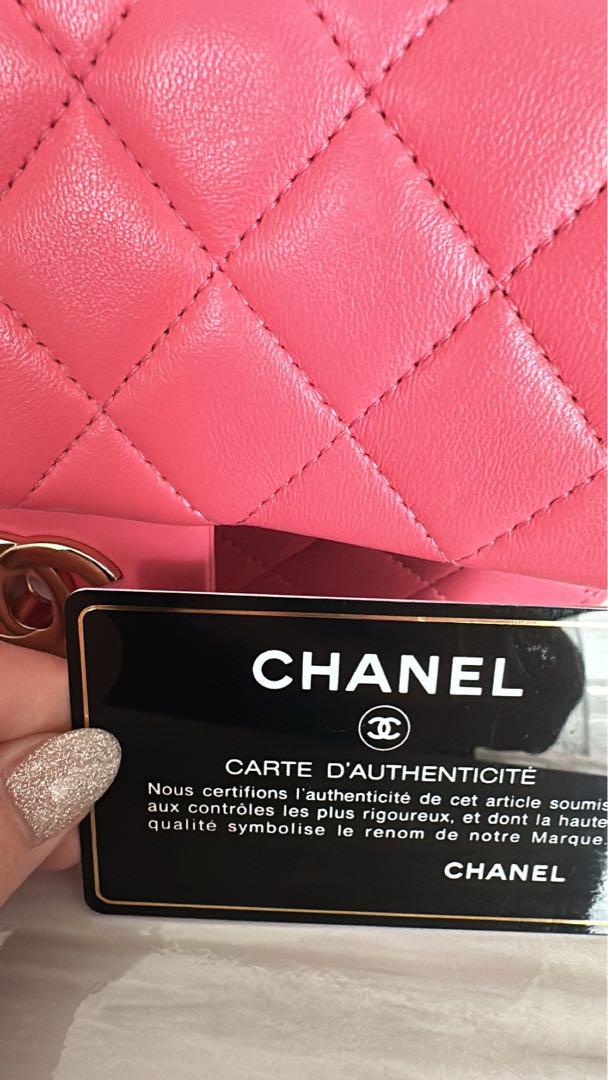 CHANEL
CARTE D'AUTHENTICITÉ
Nous certifions l'authenticité de cet article soumis
aux contrôles les plus rigoureux, et dont la haute
qualité symbolise le renom de notre Marque.
CHANEL